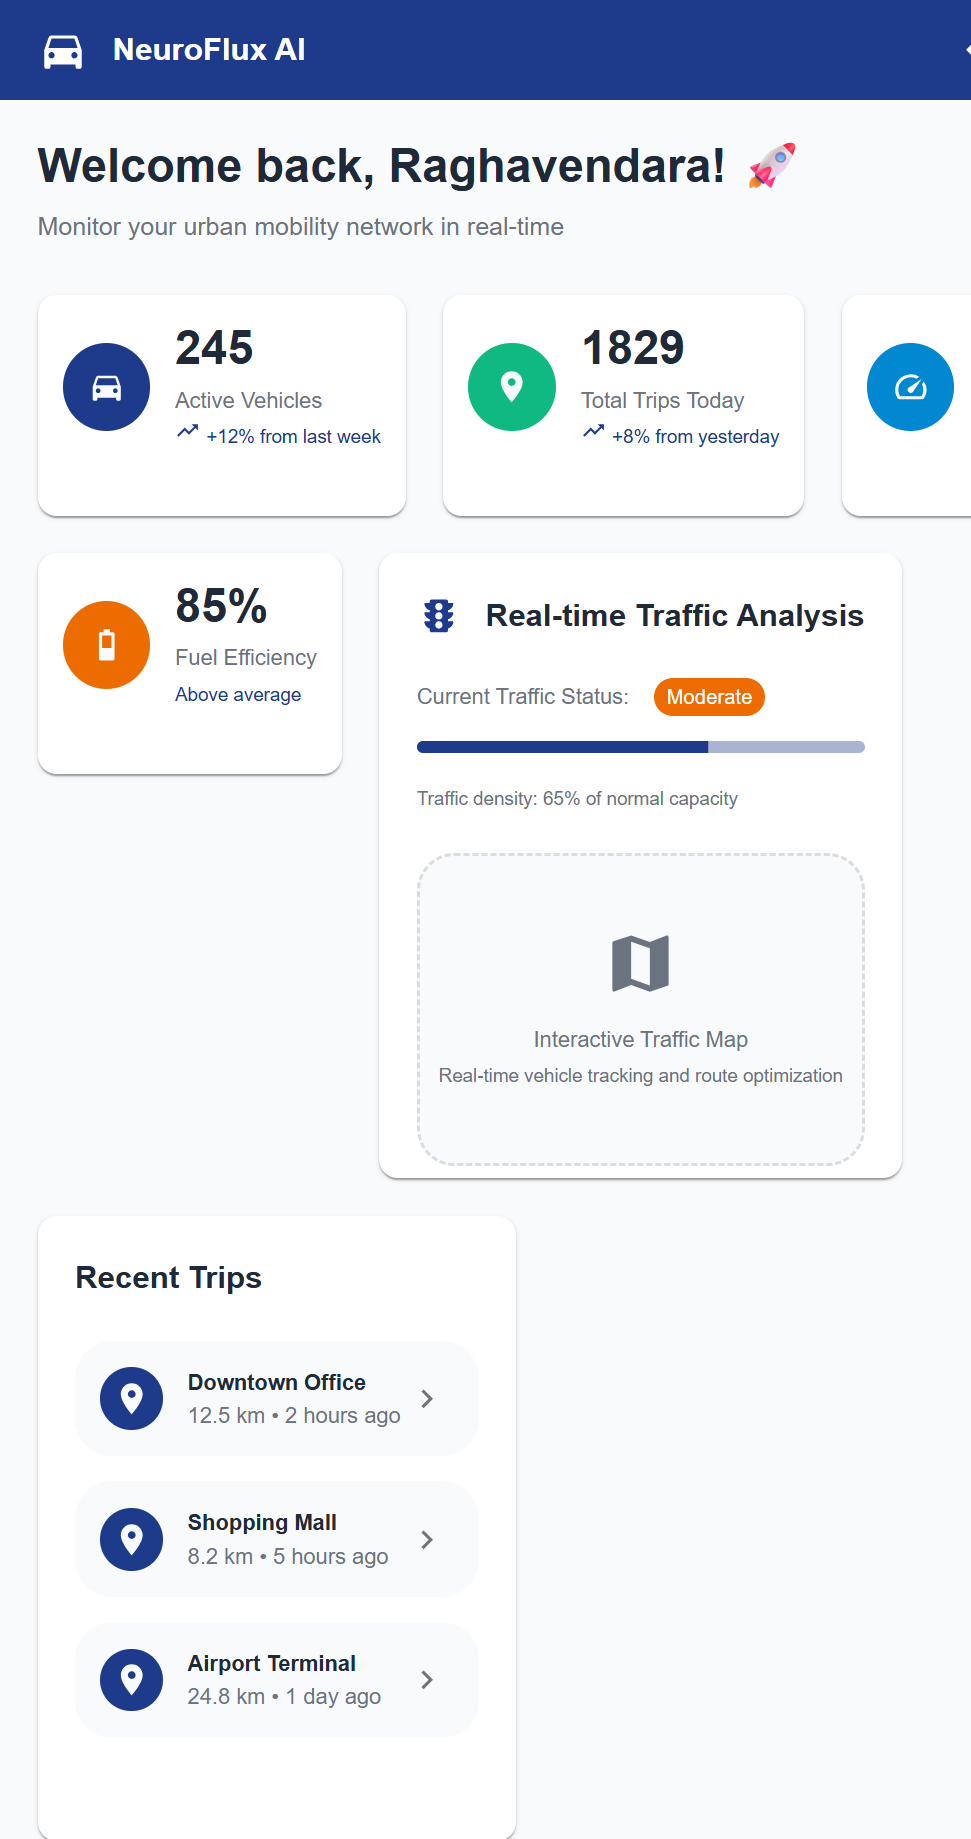 NeuroFlux AI
Welcome back, Raghavendara! 🚀
Monitor your urban mobility network in real-time
245
Active Vehicles
+12% from last week
1829
Total Trips Today
+8% from yesterday
85%
Fuel Efficiency
Above average
Real-time Traffic Analysis
Current Traffic Status: Moderate
Traffic density: 65% of normal capacity
Interactive Traffic Map
Real-time vehicle tracking and route optimization
Recent Trips
Downtown Office
12.5 km • 2 hours ago
Shopping Mall
8.2 km • 5 hours ago
Airport Terminal
24.8 km • 1 day ago